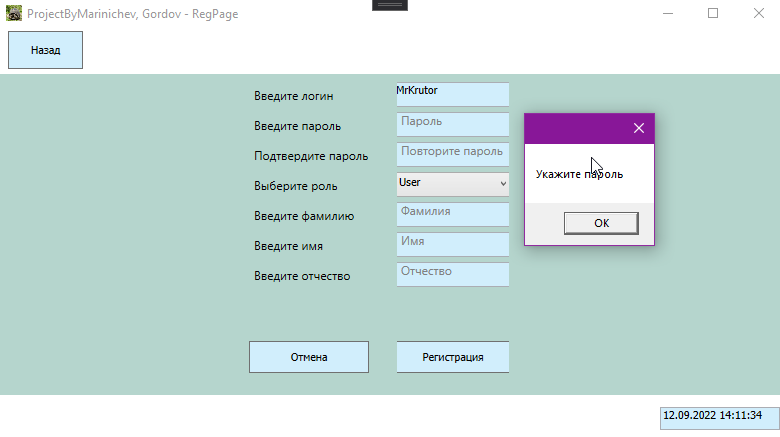 ProjectByMarinichev, Gordov - RegPage
Назад
Введите логин MrKrutor
Введите пароль Пароль
Подтвердите пароль Повторите пароль
Выберите роль User
Введите фамилию Фамилия
Введите имя Имя
Введите отчество Отчество
Укажите пароль
OK
Отмена Регистрация
12.09.2022 14:11:34